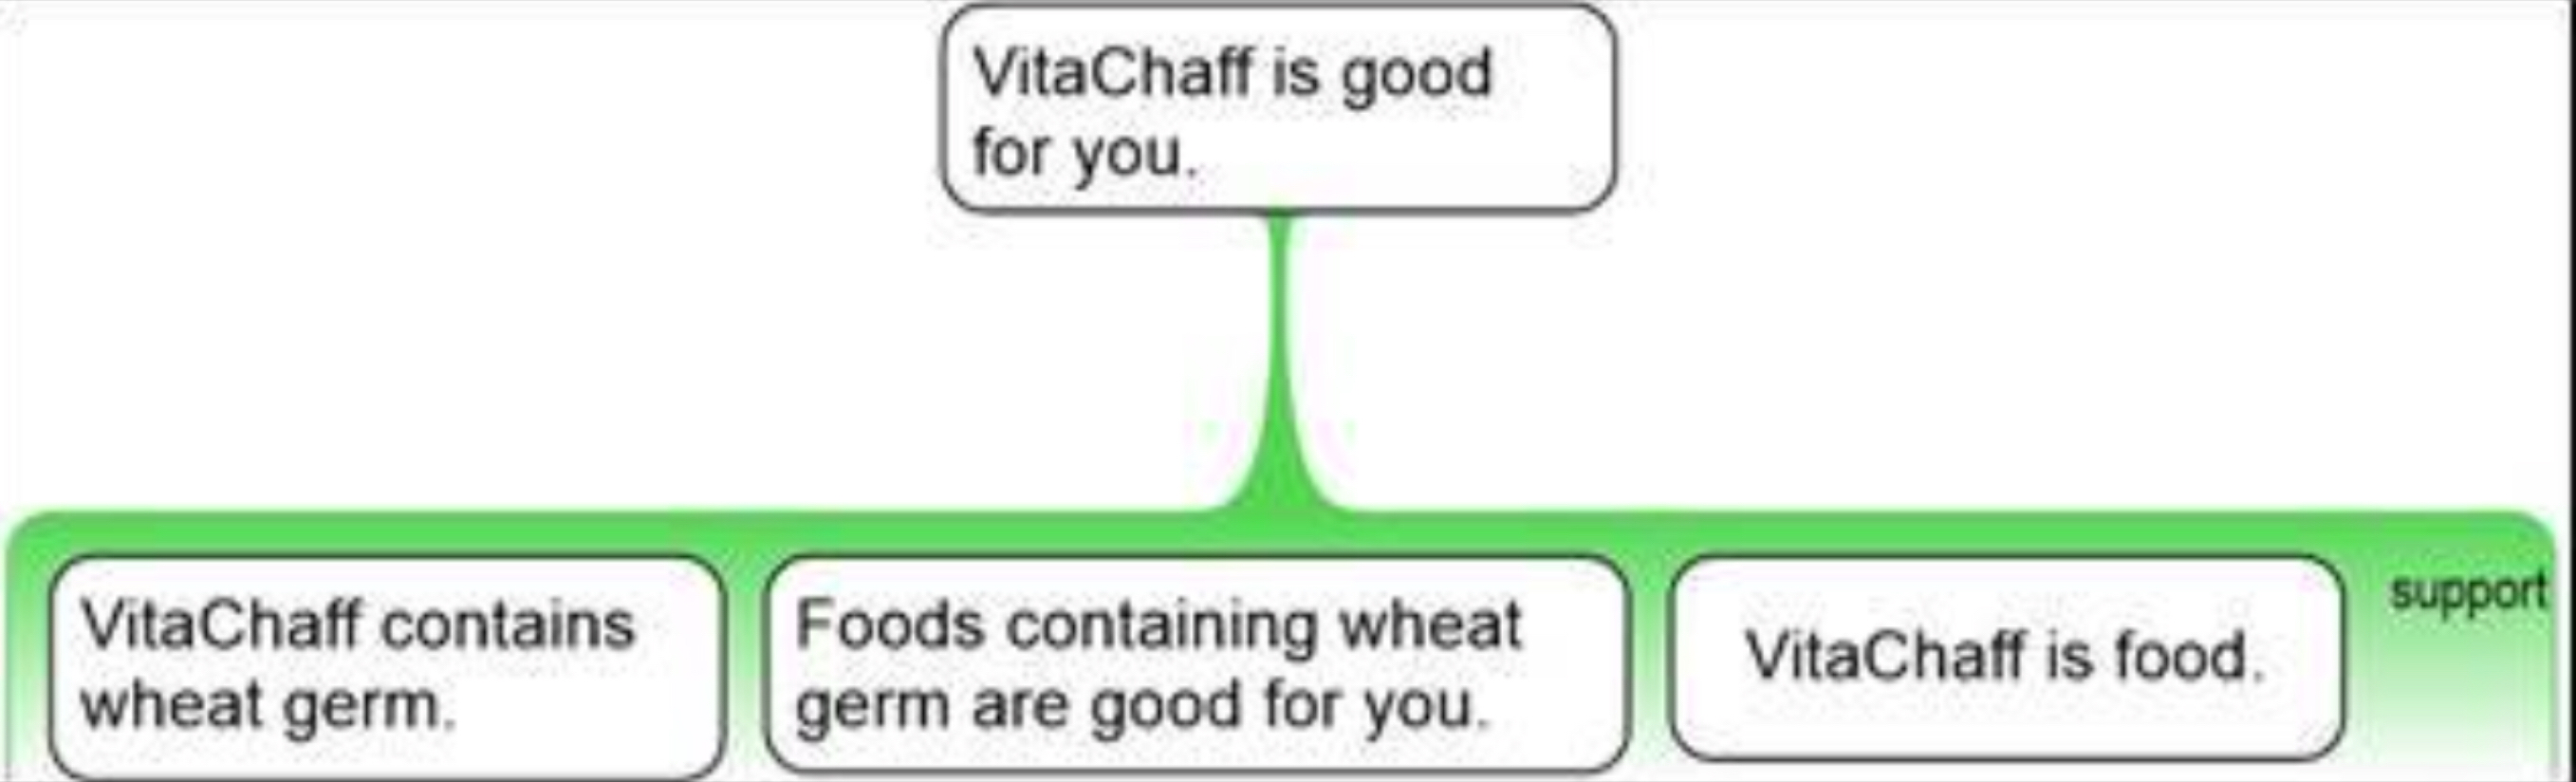 VitaChaff is good
for you.
VitaChaff contains
wheat germ.
Foods containing wheat
germ are good for you.
VitaChaff is food.
support